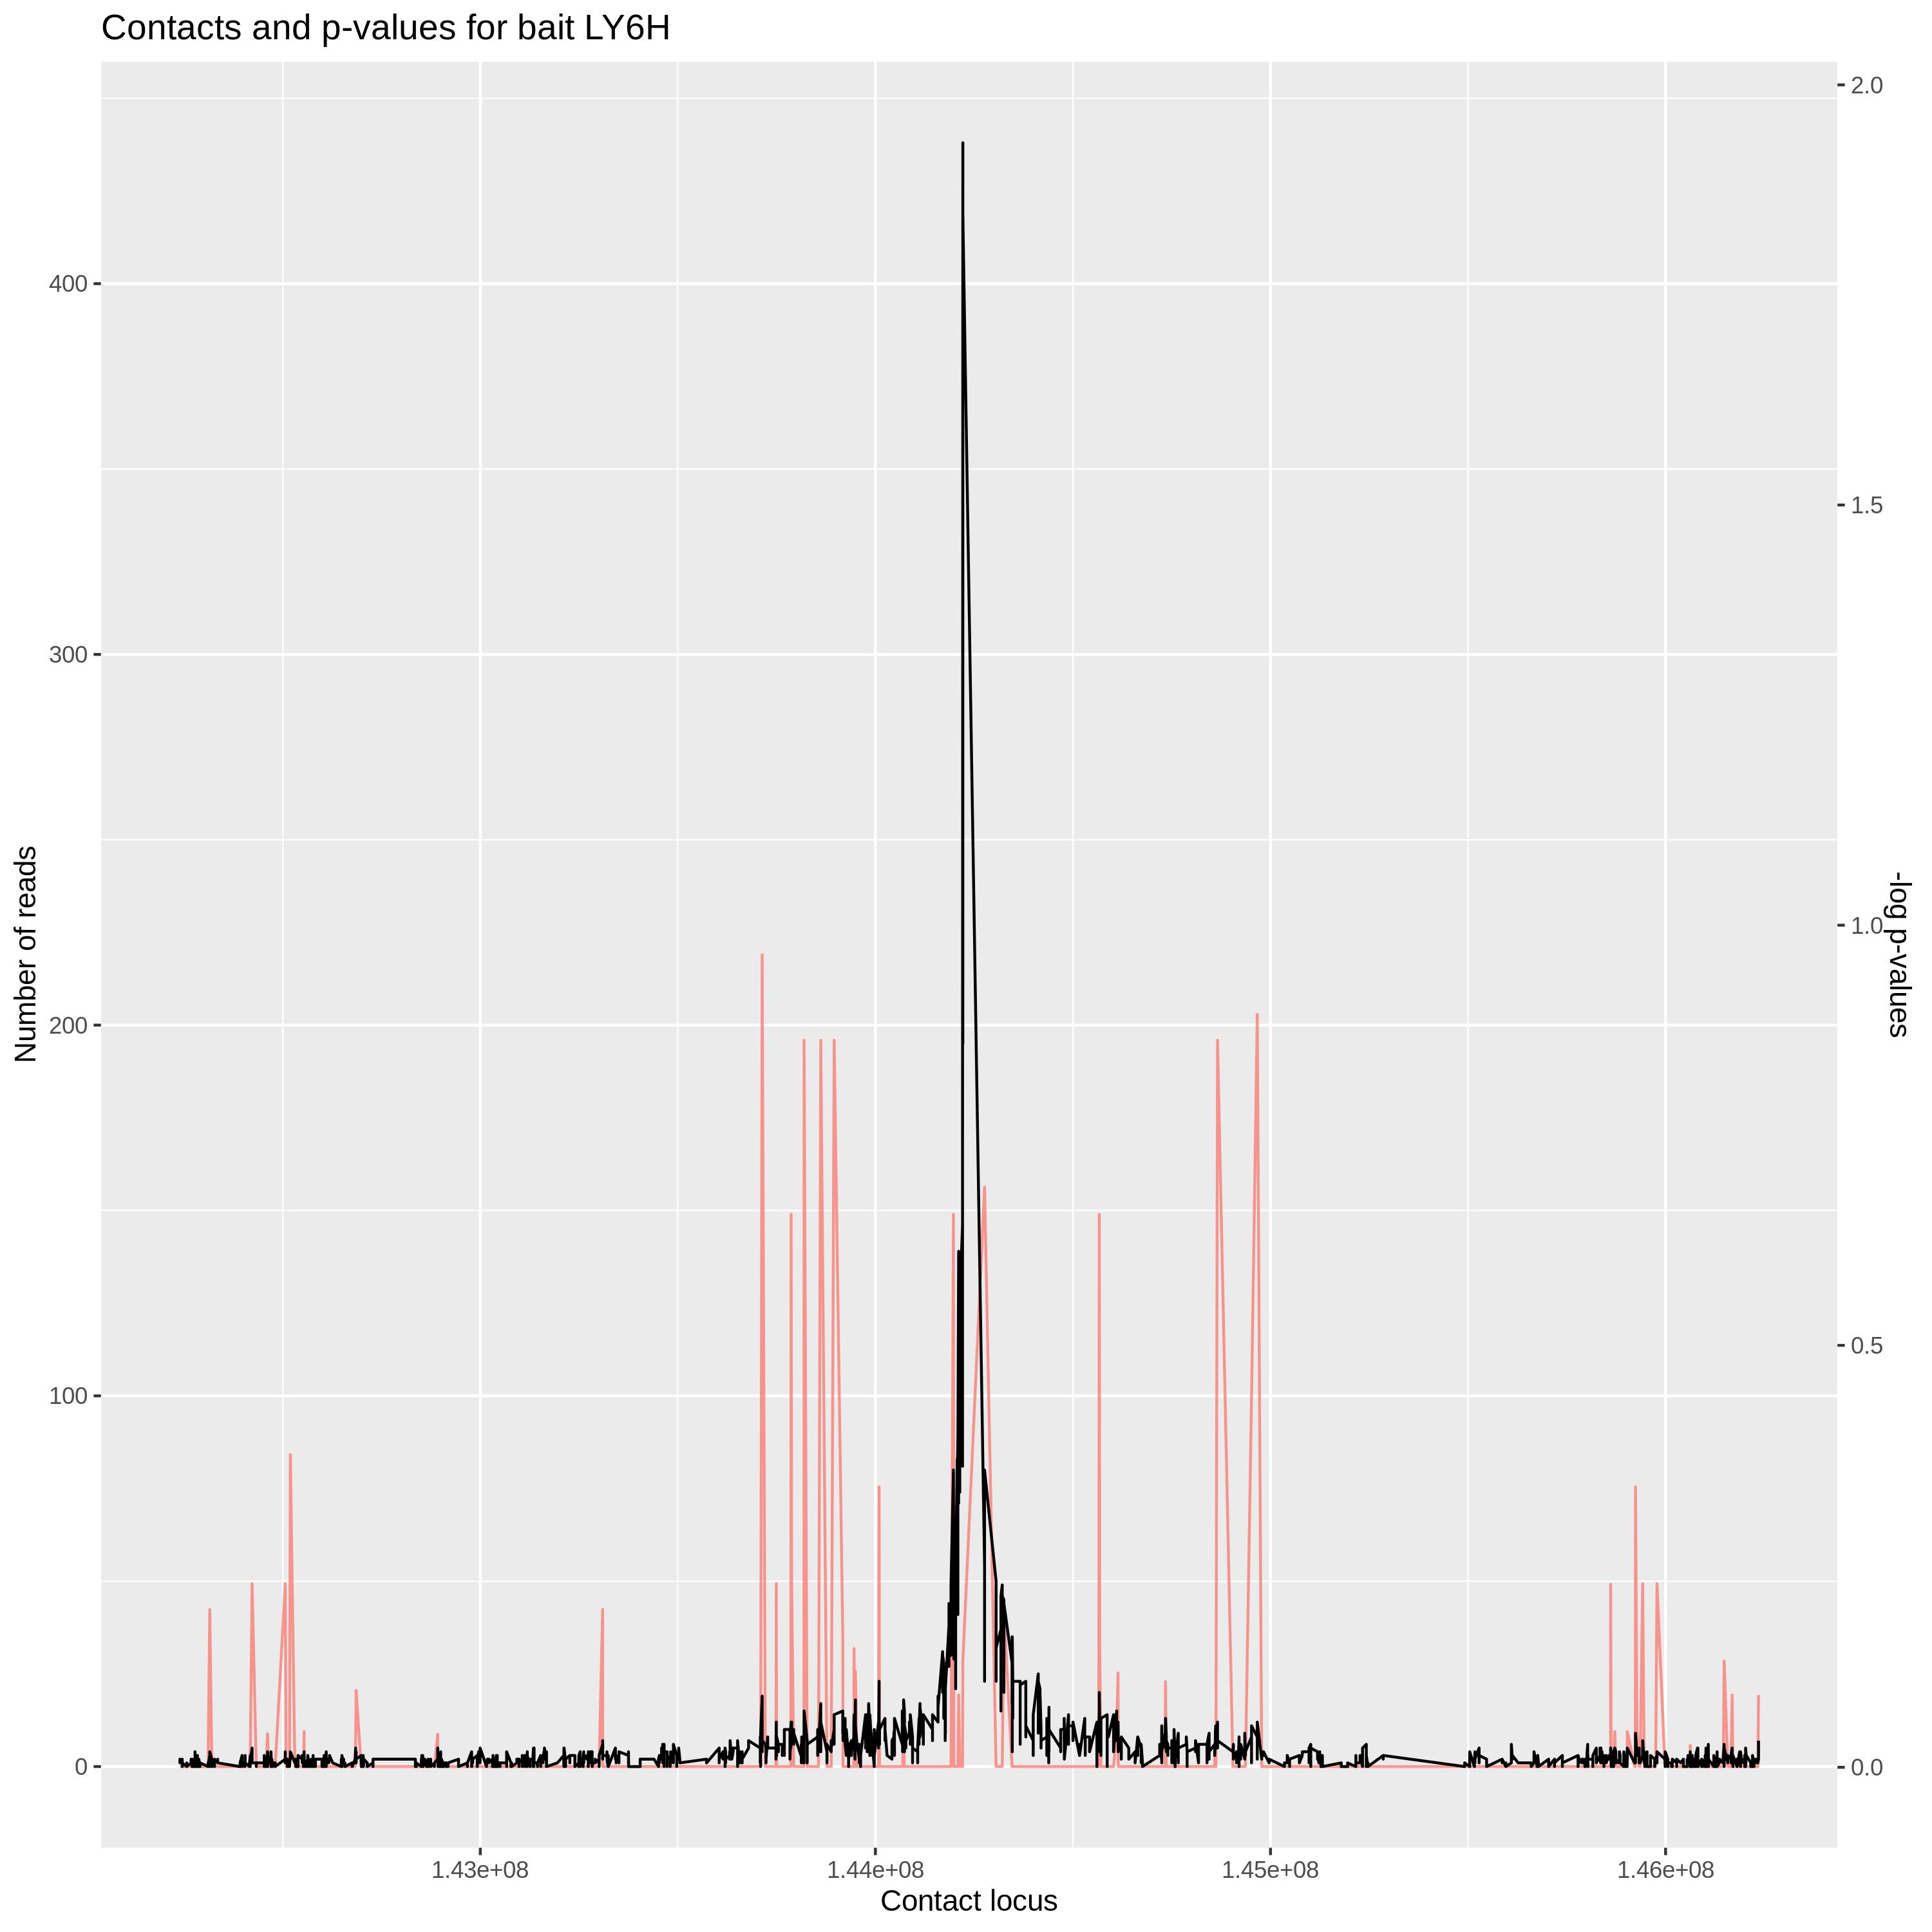 Contacts and p-values for bait LY6H
Number of reads
400
300
200
100
0
2.0
1.5
1.0
0.5
0.0
-log p-values
1.43e+08
1.44e+08
1.45e+08
1.46e+08
Contact locus